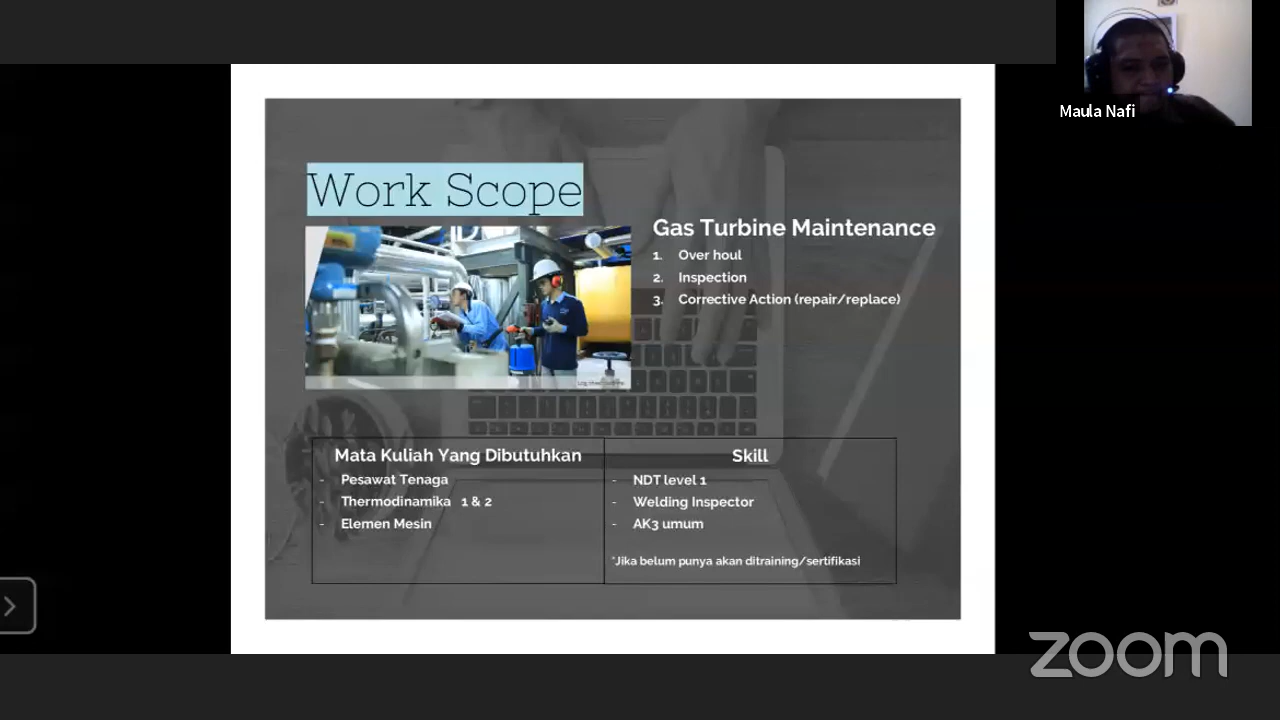 Maula Nafi
Work Scope
Gas Turbine Maintenance
1. Over houl
2. Inspection
3. Corrective Action (repair/replace)
Mata Kuliah Yang Dibutuhkan
- Pesawat Tenaga
- Thermodinamika 1 & 2
- Elemen Mesin
Skill
- NDT level 1
- Welding Inspector
- AK3 umum
*Jika belum punya akan ditraining/sertifikasi
zoom